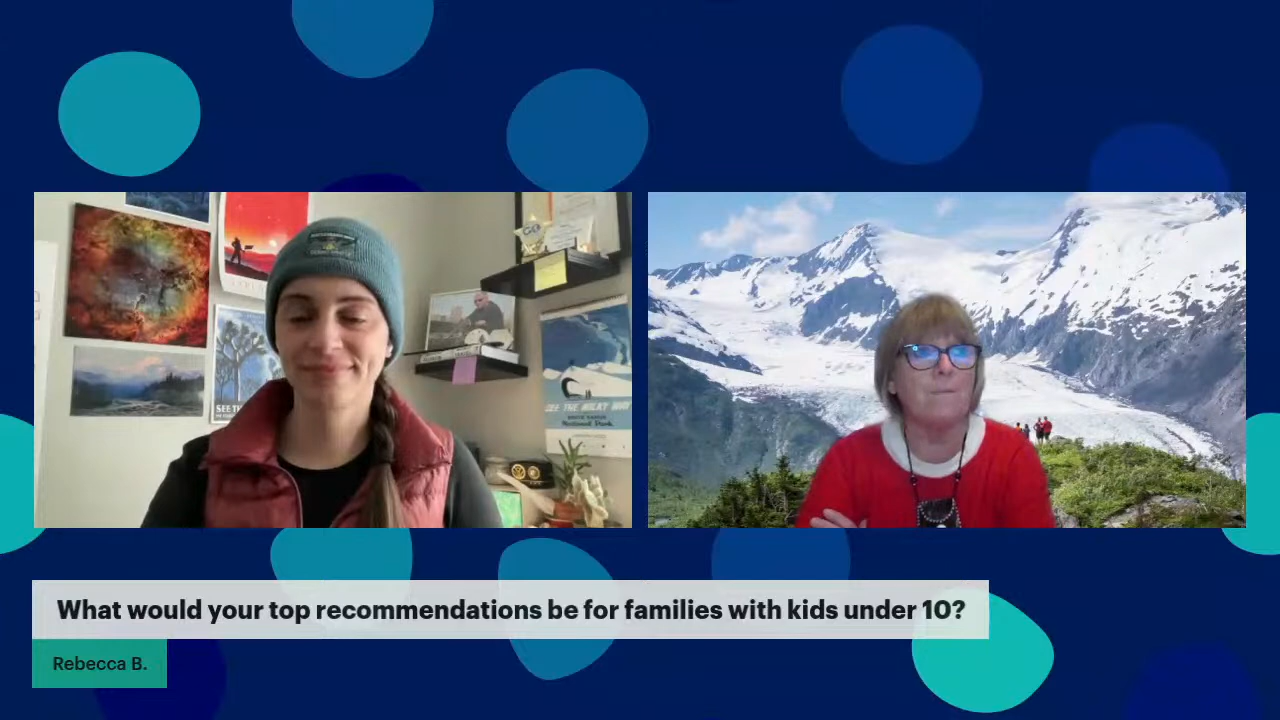 GO
SEE THE
SEE THE MILKY WAY
National Park
What would your top recommendations be for families with kids under 10?
Rebecca B.